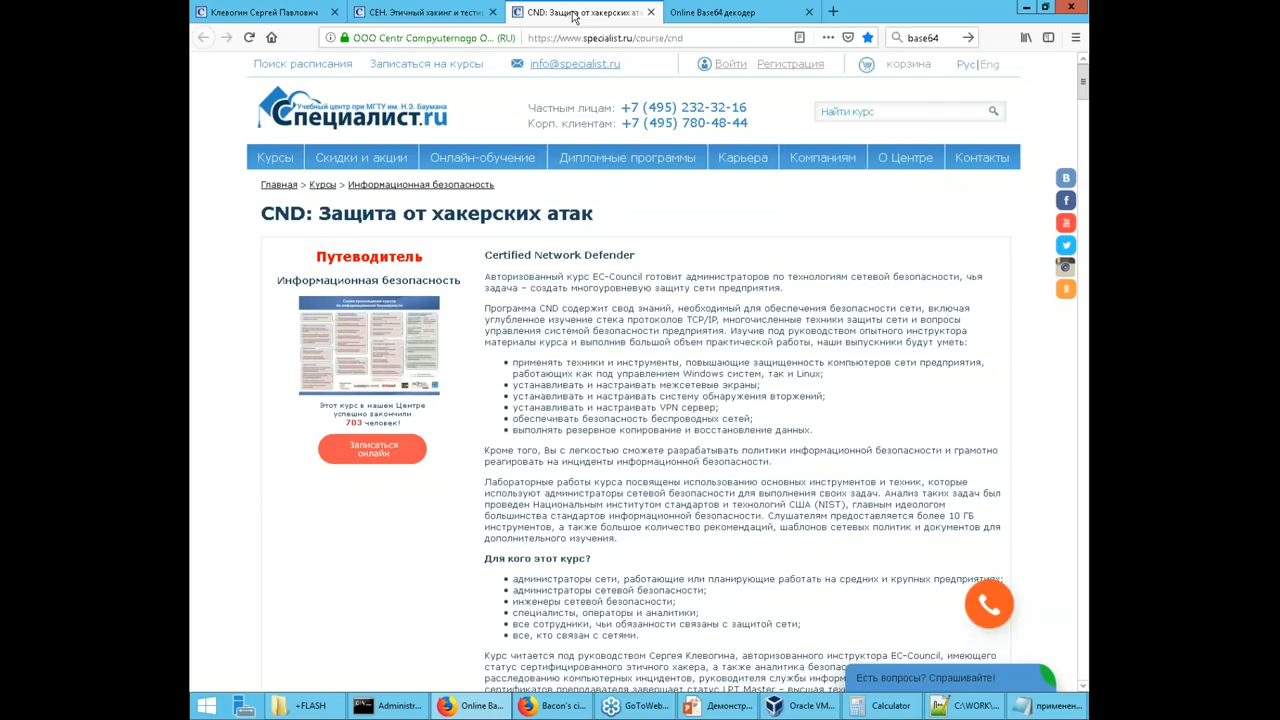 Клевогин Сергей Павлович
CEH. Этичный хакинг и тести
CND: Защита от хакерских ат
Online Base64 декодер
ООО Centr Compyuternogo O... (RU)
https://www.specialist.ru/course/cnd
base64
Поиск расписания
Записаться на курсы
info@specialist.ru
Войти
Регистрация
корзина
Рус|Eng
Учебный центр при МГТУ им. Н.Э. Баумана
Специалист.ru
Частным лицам: +7 (495) 232-32-16
Корп. клиентам: +7 (495) 780-48-44
Найти курс
Курсы
Скидки и акции
Онлайн-обучение
Дипломные программы
Карьера
Компаниям
О Центре
Контакты
Главная > Курсы > Информационная безопасность
CND: Защита от хакерских атак
Путеводитель
Информационная безопасность
Этот курс в нашем Центре
успешно закончили
703 человек!
Записаться
онлайн
Certified Network Defender
Авторизованный курс EC-Council готовит администраторов по технологиям сетевой безопасности, чья
задача – создать многоуровневую защиту сети предприятия.
Программа CND содержит свод знаний, необходимый для обеспечения безопасности сети, включая
углубленное изучение стека протоколов TCP/IP, многочисленные техники защиты сети и вопросы
управления системой безопасности предприятия. Изучив под руководством опытного инструктора
материалы курса и выполнив большой объем практической работы, наши выпускники будут уметь:
• применять техники и инструменты, повышающие защищенность компьютеров сети предприятия,
работающих как под управлением Windows систем, так и Linux;
• устанавливать и настраивать межсетевые экраны;
• устанавливать и настраивать систему обнаружения вторжений;
• устанавливать и настраивать VPN сервер;
• обеспечивать безопасность беспроводных сетей;
• выполнять резервное копирование и восстановление данных.
Кроме того, Вы с легкостью сможете разрабатывать политики информационной безопасности и грамотно
реагировать на инциденты информационной безопасности.
Лабораторные работы курса посвящены использованию основных инструментов и техник, которые
используют администраторы сетевой безопасности для выполнения своих задач. Анализ таких задач был
проведен Национальным институтом стандартов и технологий США (NIST), главным идеологом
большинства стандартов информационной безопасности. Слушателям предоставляется более 10 ГБ
инструментов, а также большое количество рекомендаций, шаблонов сетевых политик и документов для
дополнительного изучения.
Для кого этот курс?
• администраторы сети, работающие или планирующие работать на средних и крупных предприятиях;
• администраторы сетевой безопасности;
• инженеры сетевой безопасности;
• специалисты, операторы и аналитики;
• все сотрудники, чьи обязанности связаны с защитой сети;
• все, кто связан с сетями.
Курс читается под руководством Сергея Клевогина, авторизованного инструктора EC-Council, имеющего
статус сертифицированного этичного хакера, а также аналитика безопа
расследованию компьютерных инцидентов, руководителя службы инфор
сертификатов преподавателя завершает статус LPT Master – высшая тех
Есть вопросы? Спрашивайте!
+FLASH
Administr...
Online Ba...
Bacon's ci...
GoToWeb...
Демонстр...
Oracle VM...
Calculator
C:\WORK\...
применен...